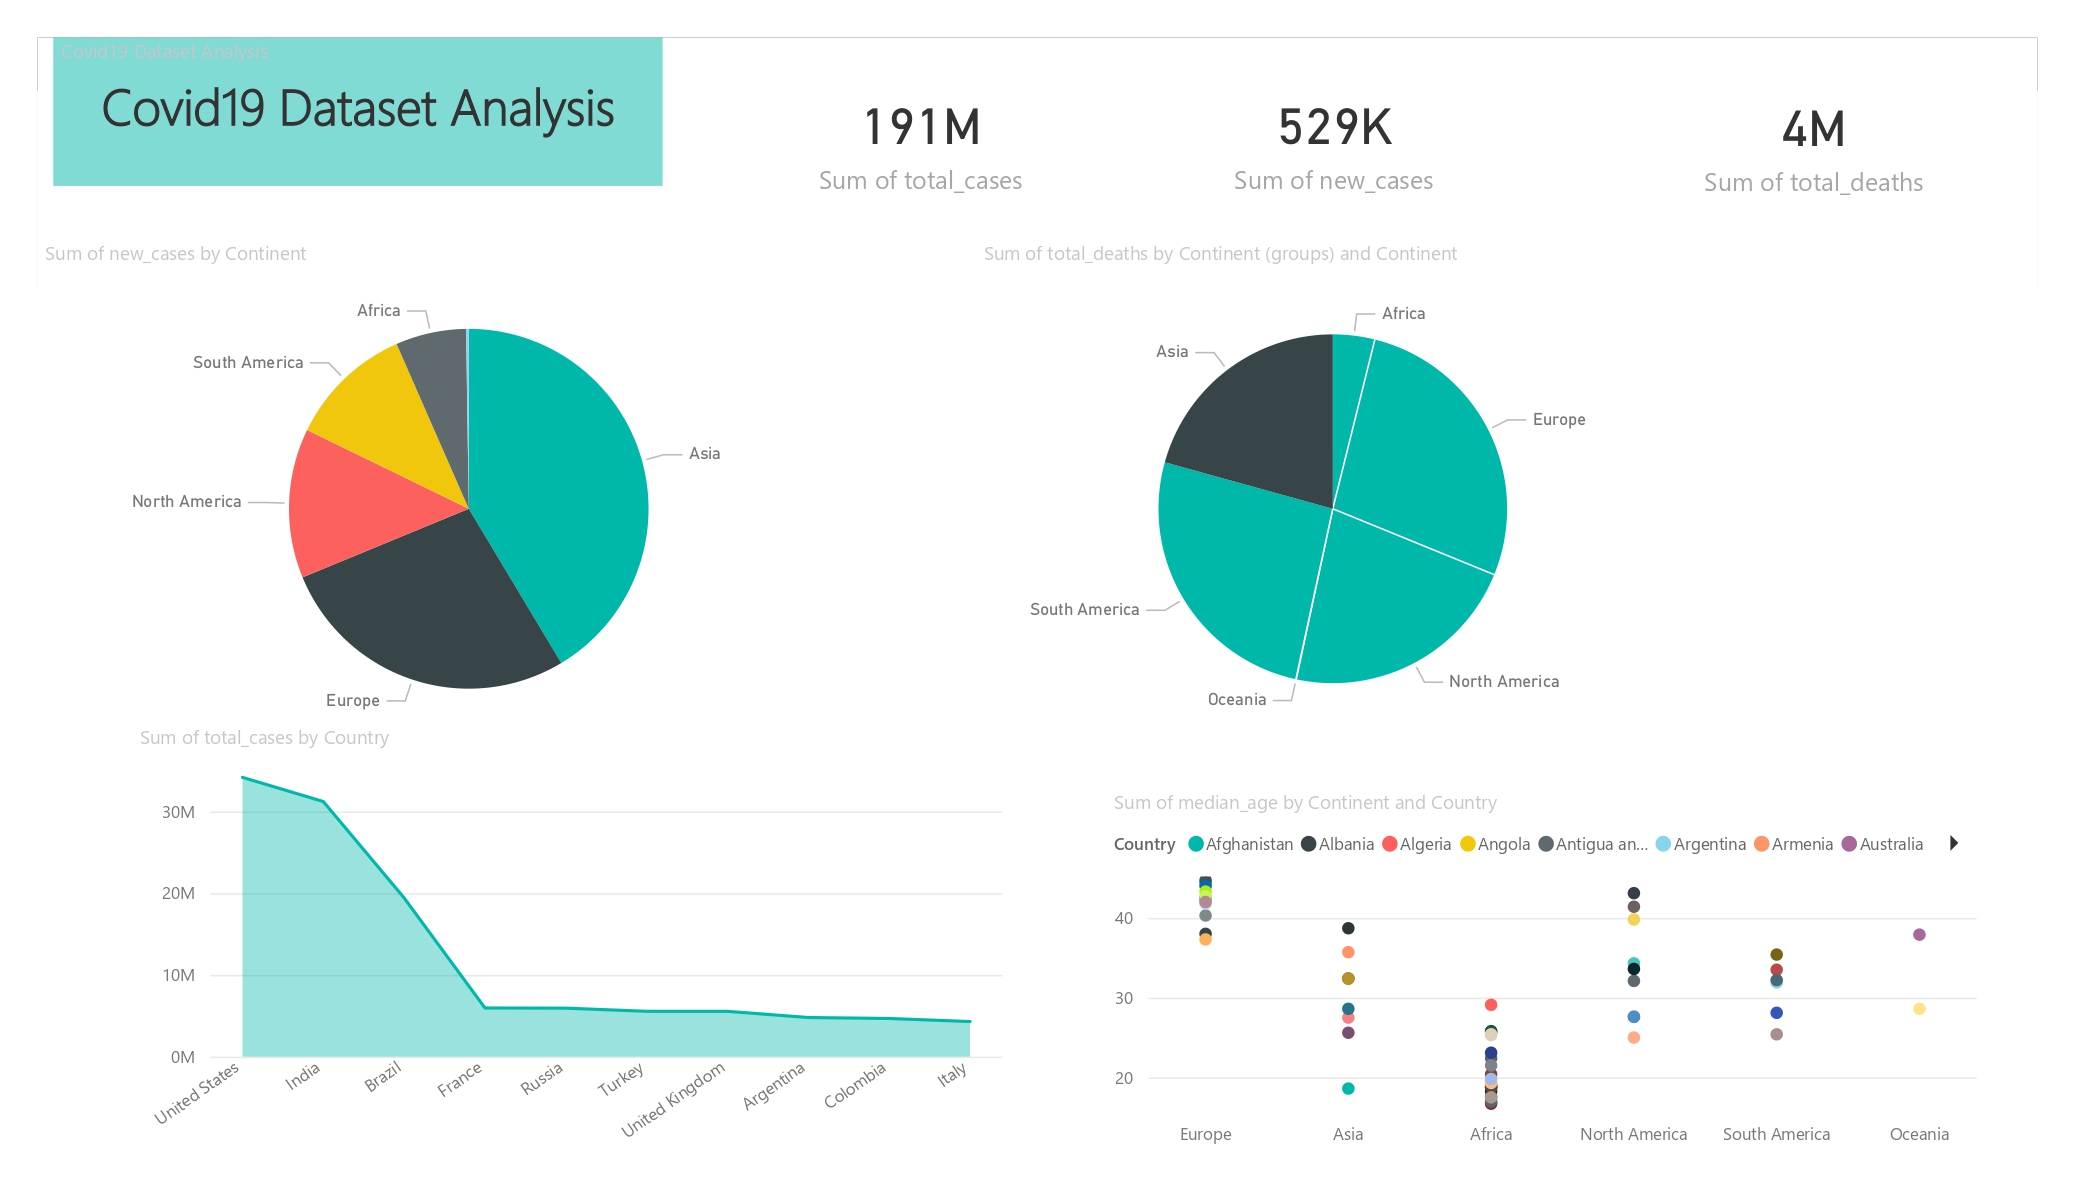 Covid19 Dataset Analysis
Covid19 Dataset Analysis
191M
Sum of total_cases
529K
Sum of new_cases
4M
Sum of total_deaths
Sum of new_cases by Continent
Africa
South America
North America
Asia
Europe
Sum of total_deaths by Continent (groups) and Continent
Africa
Asia
Europe
South America
North America
Oceania
Sum of total_cases by Country
30M
20M
10M
0M
United States
India
Brazil
France
Russia
Turkey
United Kingdom
Argentina
Colombia
Italy
Sum of median_age by Continent and Country
Country Afghanistan Albania Algeria Angola Antigua an... Argentina Armenia Australia
40
30
20
Europe Asia Africa North America South America Oceania